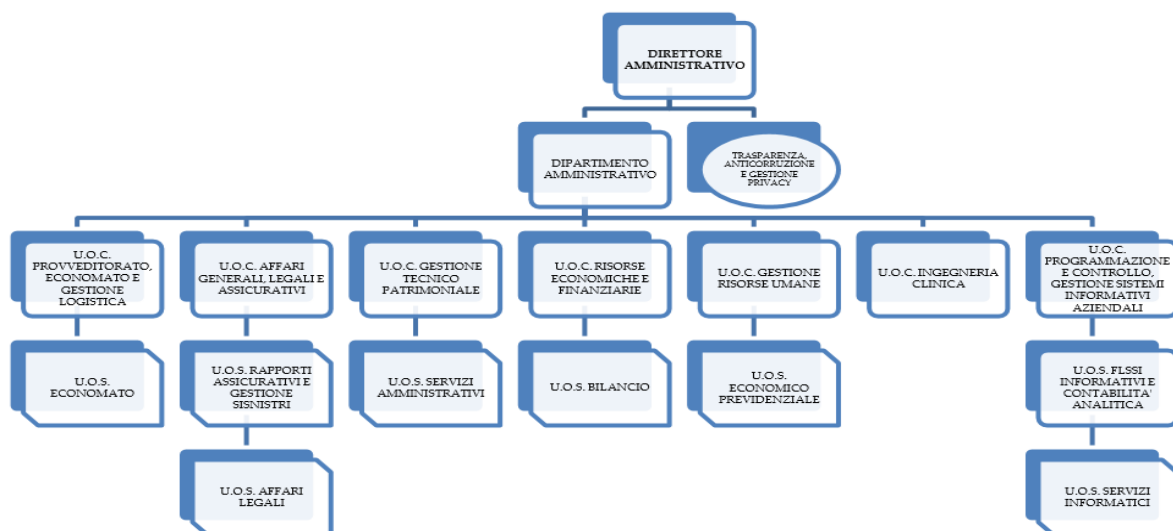 DIRETTORE
AMMINISTRATIVO
DIPARTIMENTO
AMMINISTRATIVO
TRASPARENZA,
ANTICORRUZIONE
E GESTIONE
PRIVACY
U.O.C.
PROVVEDITORATO,
ECONOMATO E
GESTIONE
LOGISTICA
U.O.C. AFFARI
GENERALI, LEGALI E
ASSICURATIVI
U.O.C. GESTIONE
TECNICO
PATRIMONIALE
U.O.C. RISORSE
ECONOMICHE E
FINANZIARIE
U.O.C. GESTIONE
RISORSE UMANE
U.O.C. INGEGNERIA
CLINICA
U.O.C.
PROGRAMMAZIONE
E CONTROLLO,
GESTIONE SISTEMI
INFORMATIVI
AZIENDALI
U.O.S.
ECONOMATO
U.O.S. RAPPORTI
ASSICURATIVI E
GESTIONE
SISNISTRI
U.O.S. SERVIZI
AMMINISTRATIVI
U.O.S. BILANCIO
U.O.S.
ECONOMICO
PREVIDENZIALE
U.O.S. FLSSI
INFORMATIVI E
CONTABILITA'
ANALITICA
U.O.S. AFFARI
LEGALI
U.O.S. SERVIZI
INFORMATICI